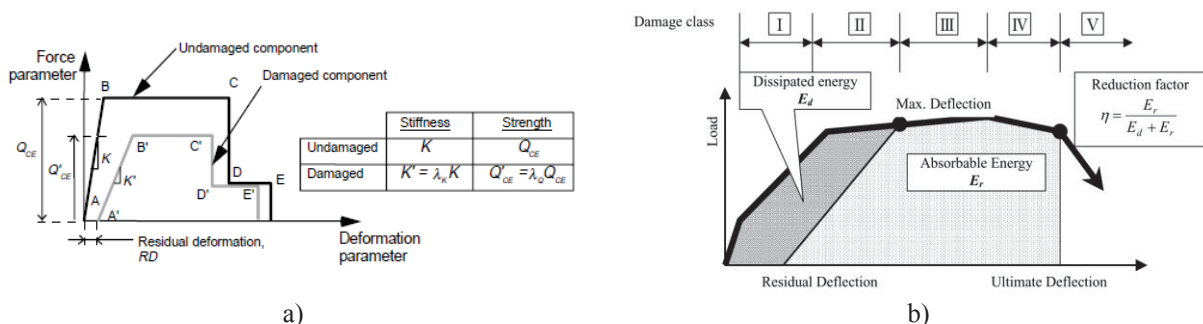 Force
parameter
Undamaged component
Damaged component
B
C
B'
C'
Q_CE
Q'_CE
K
K'
D
E
D'
E'
A
A'
Residual deformation,
RD
Deformation
parameter
Stiffness Strength
Undamaged K Q_CE
Damaged K' = λ_K K Q'_CE = λ_Q Q_CE
a)
Damage class
I II III IV V
Dissipated energy
E_d
Max. Deflection
Reduction factor
η = E_r / (E_d + E_r)
Load
Absorbable Energy
E_r
Residual Deflection Ultimate Deflection
b)